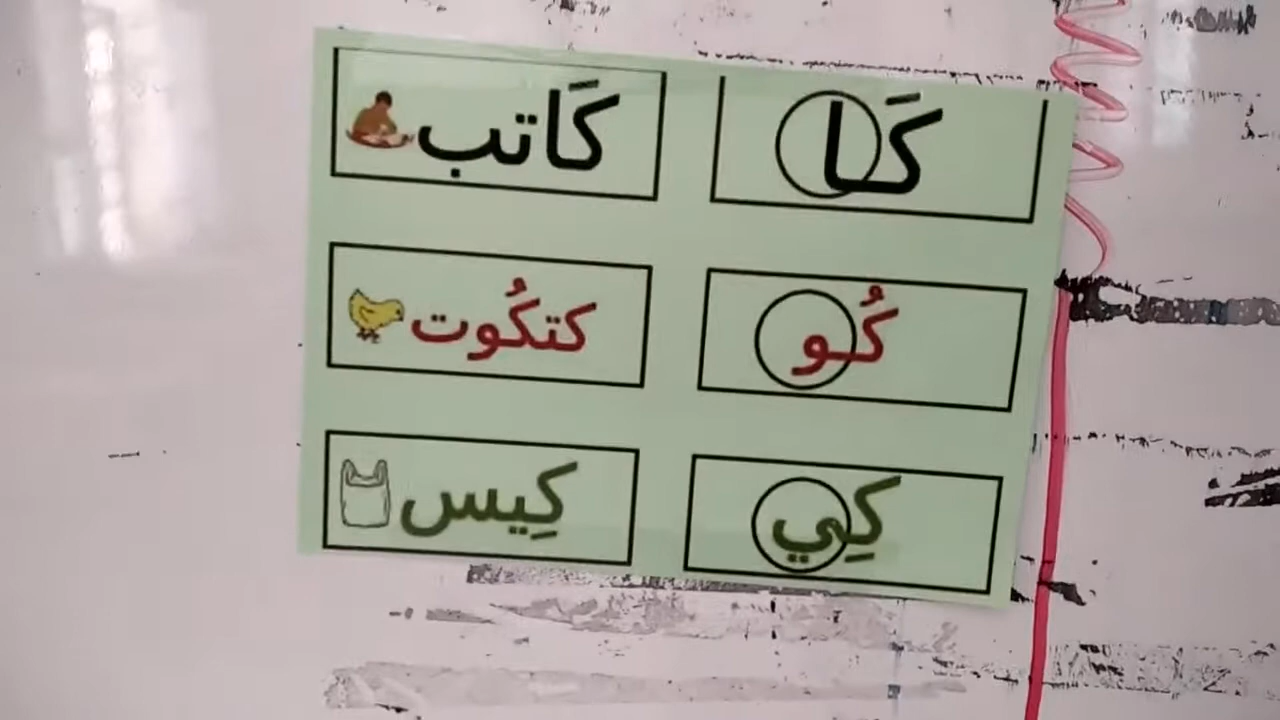 كَا كَاتب
كُو كتكُوت
كِي كِيس